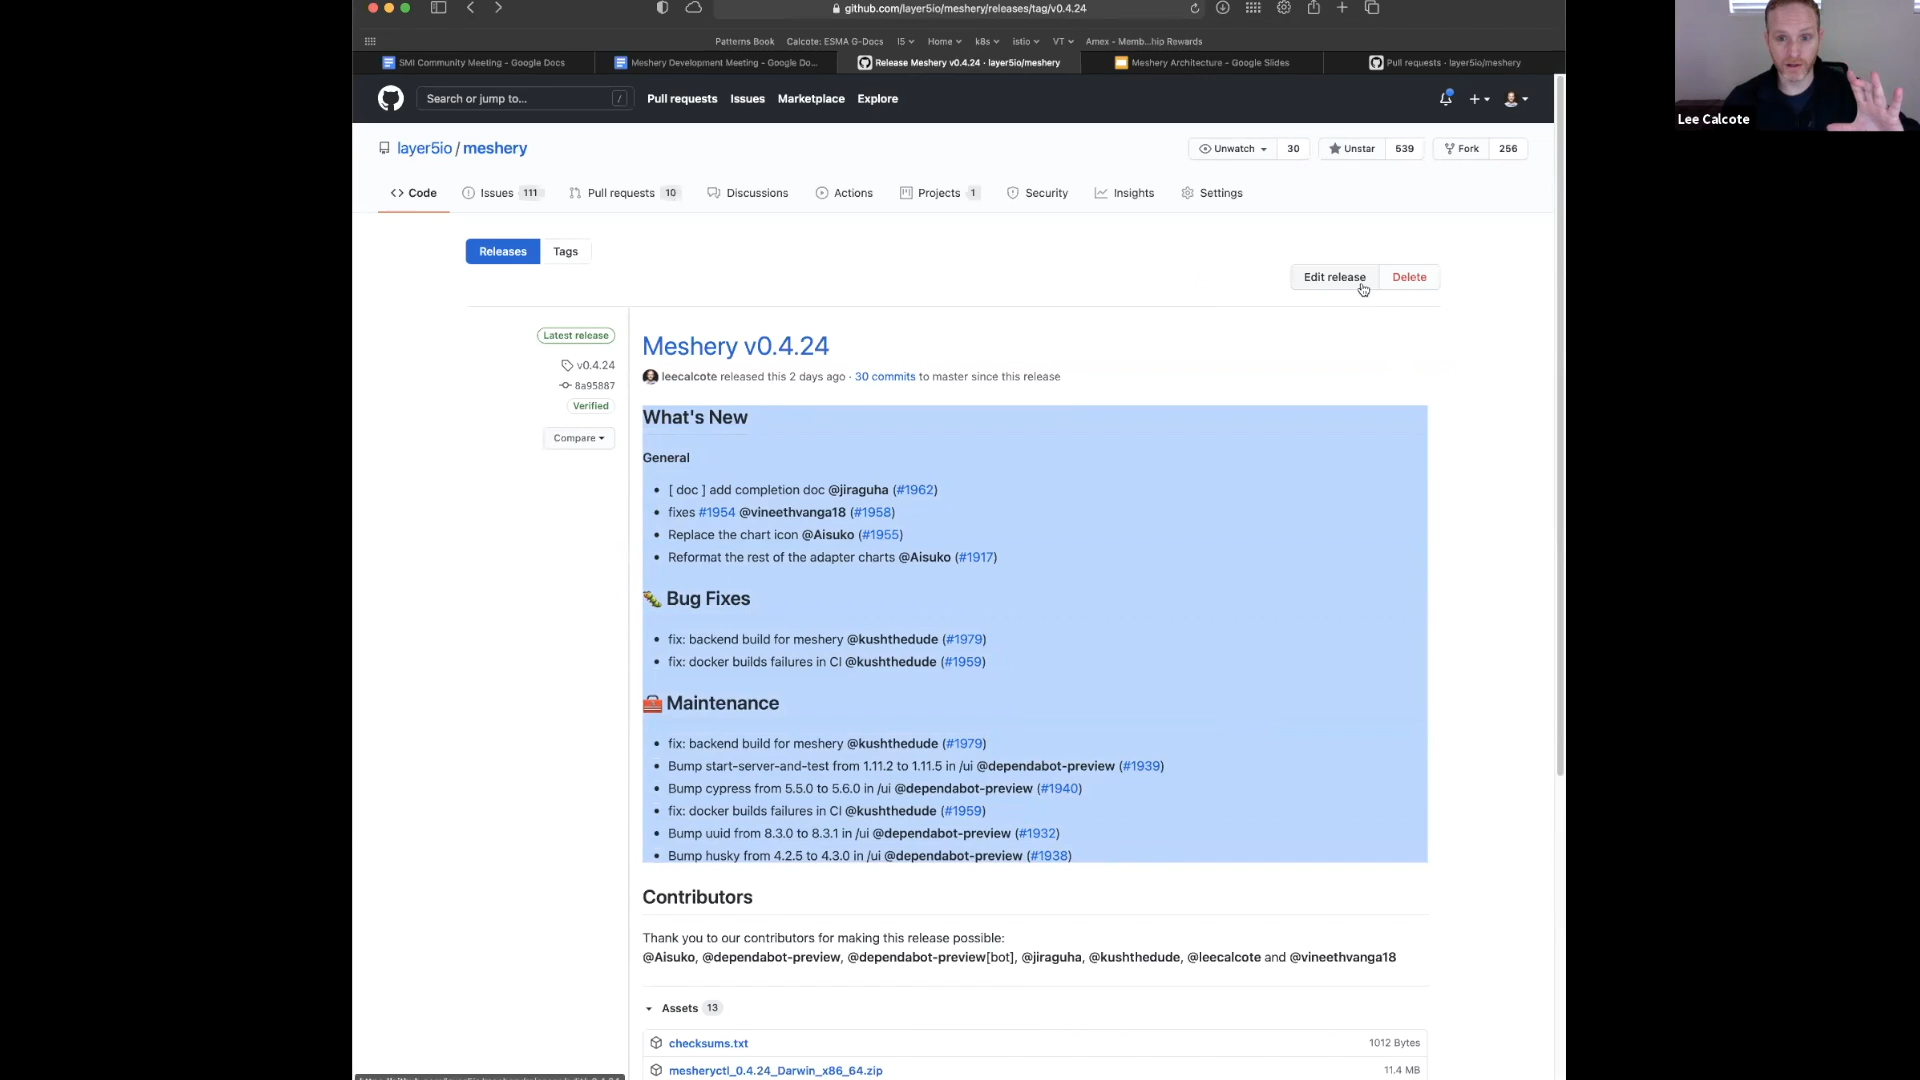 github.com/layer5io/meshery/releases/tag/v0.4.24
Patterns Book Calcote: ESMA G-Docs l5 Home k8s istio VT Amex - Memb...hip Rewards
SMI Community Meeting - Google Docs Meshery Development Meeting - Google Do... Release Meshery v0.4.24 · layer5io/meshery Meshery Architecture - Google Slides Pull requests · layer5io/meshery
Search or jump to... / Pull requests Issues Marketplace Explore
Lee Calcote
layer5io / meshery Unwatch 30 Unstar 539 Fork 256
Code Issues 111 Pull requests 10 Discussions Actions Projects 1 Security Insights Settings
Releases Tags
Edit release Delete
Latest release
v0.4.24
8a95887
Verified
Compare
Meshery v0.4.24
leecalcote released this 2 days ago · 30 commits to master since this release
What's New
General
• [ doc ] add completion doc @jiraguha (#1962)
• fixes #1954 @vineethvanga18 (#1958)
• Replace the chart icon @Aisuko (#1955)
• Reformat the rest of the adapter charts @Aisuko (#1917)
🐛 Bug Fixes
• fix: backend build for meshery @kushthedude (#1979)
• fix: docker builds failures in CI @kushthedude (#1959)
🧰 Maintenance
• fix: backend build for meshery @kushthedude (#1979)
• Bump start-server-and-test from 1.11.2 to 1.11.5 in /ui @dependabot-preview (#1939)
• Bump cypress from 5.5.0 to 5.6.0 in /ui @dependabot-preview (#1940)
• fix: docker builds failures in CI @kushthedude (#1959)
• Bump uuid from 8.3.0 to 8.3.1 in /ui @dependabot-preview (#1932)
• Bump husky from 4.2.5 to 4.3.0 in /ui @dependabot-preview (#1938)
Contributors
Thank you to our contributors for making this release possible:
@Aisuko, @dependabot-preview, @dependabot-preview[bot], @jiraguha, @kushthedude, @leecalcote and @vineethvanga18
Assets 13
checksums.txt 1012 Bytes
mesheryctl_0.4.24_Darwin_x86_64.zip 11.4 MB